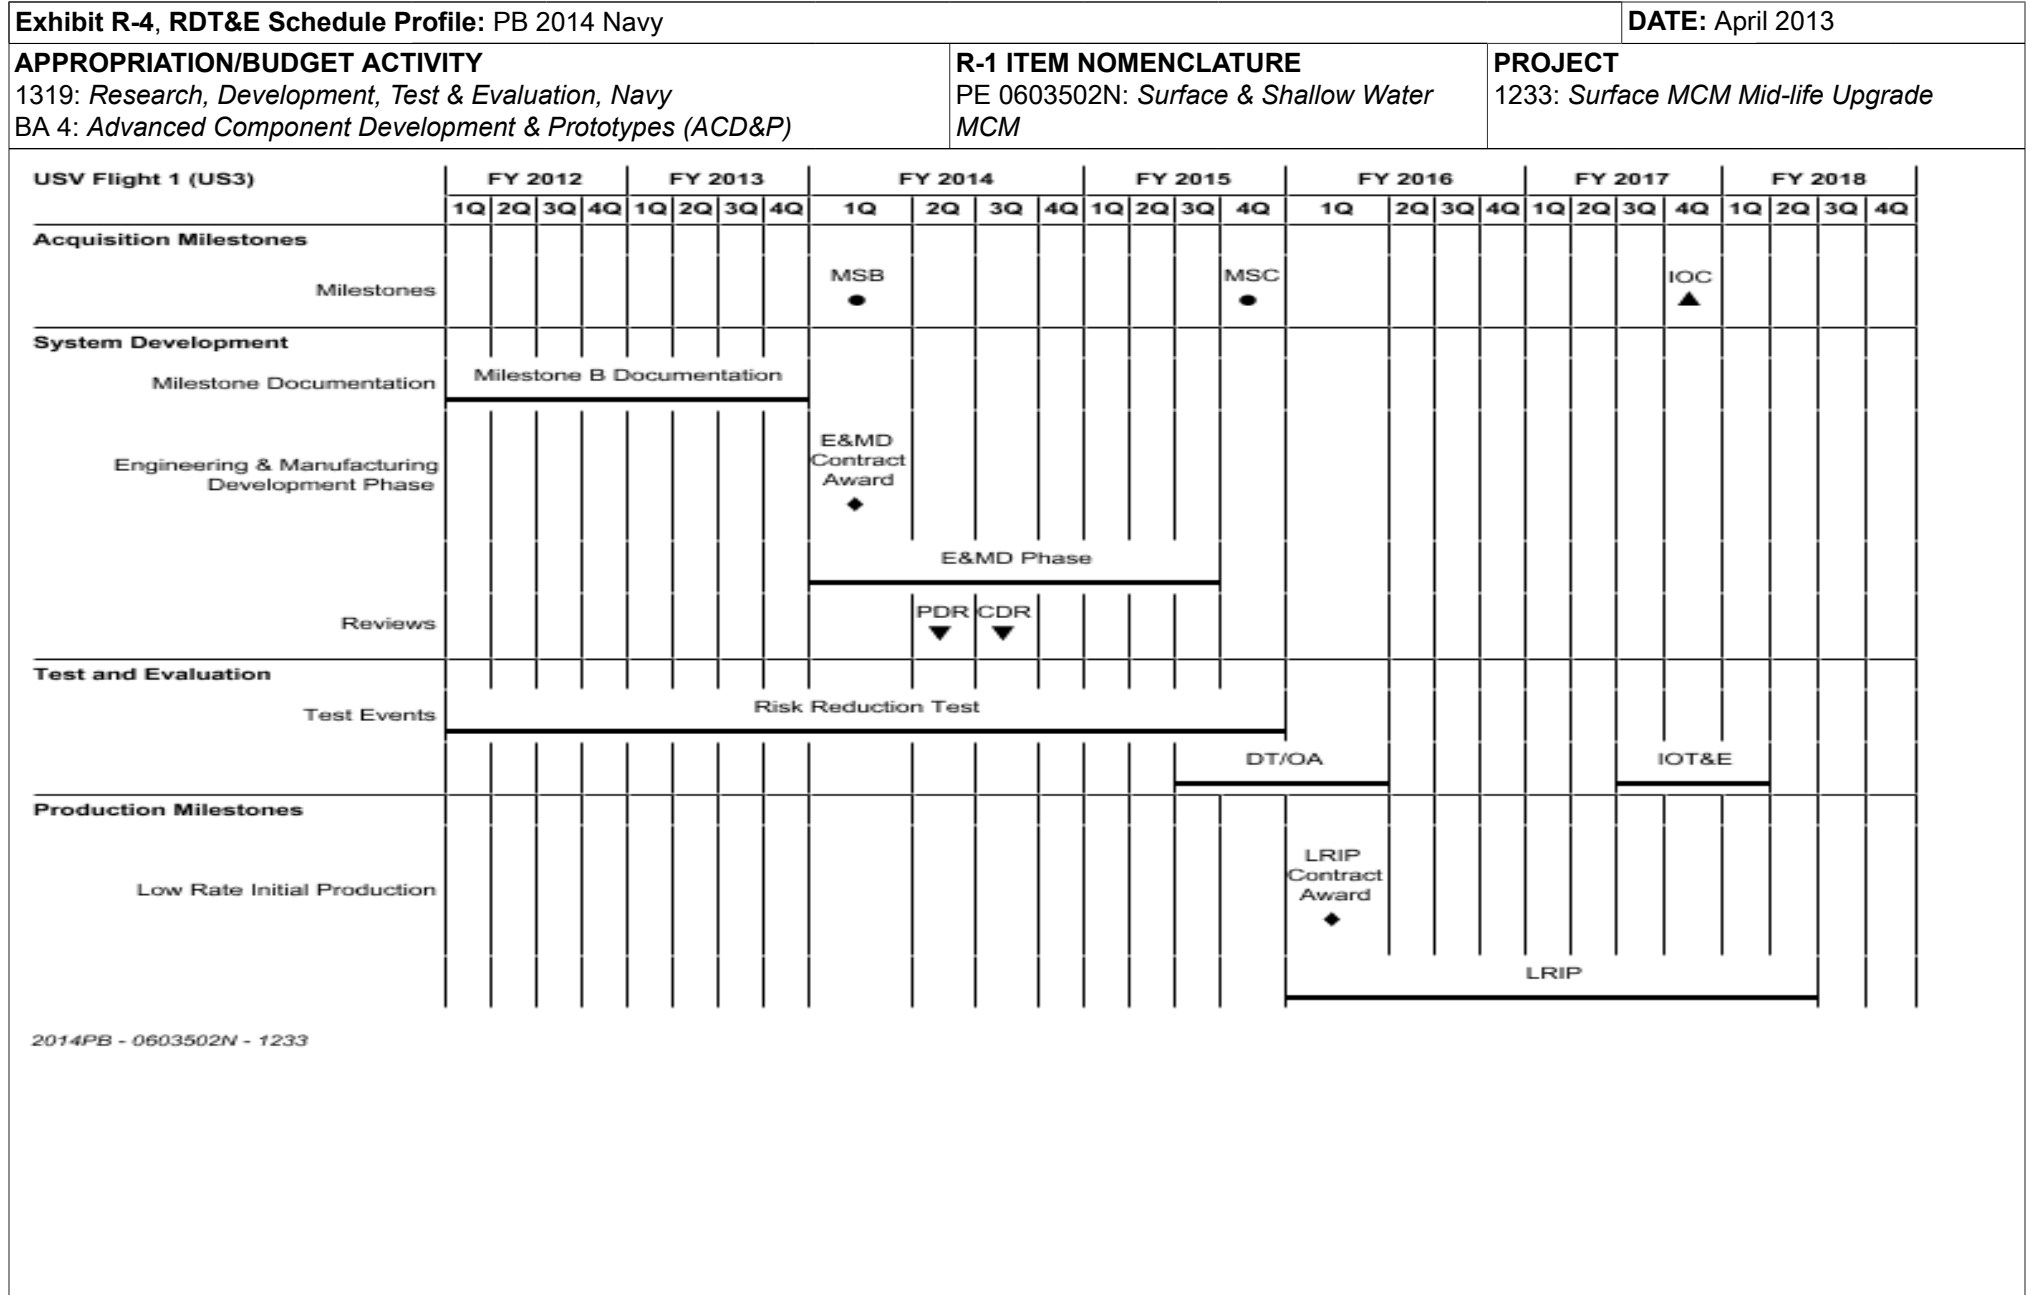 Exhibit R-4, RDT&E Schedule Profile: PB 2014 Navy
DATE: April 2013
APPROPRIATION/BUDGET ACTIVITY
1319: Research, Development, Test & Evaluation, Navy
BA 4: Advanced Component Development & Prototypes (ACD&P)
R-1 ITEM NOMENCLATURE
PE 0603502N: Surface & Shallow Water
MCM
PROJECT
1233: Surface MCM Mid-life Upgrade
USV Flight 1 (US3)
FY 2012 FY 2013 FY 2014 FY 2015 FY 2016 FY 2017 FY 2018
1Q 2Q 3Q 4Q 1Q 2Q 3Q 4Q 1Q 2Q 3Q 4Q 1Q 2Q 3Q 4Q 1Q 2Q 3Q 4Q 1Q 2Q 3Q 4Q 1Q 2Q 3Q 4Q
Acquisition Milestones
Milestones
MSB
MSC
IOC
System Development
Milestone Documentation
Milestone B Documentation
Engineering & Manufacturing
Development Phase
E&MD
Contract
Award
E&MD Phase
Reviews
PDR
CDR
Test and Evaluation
Test Events
Risk Reduction Test
DT/OA
IOT&E
Production Milestones
Low Rate Initial Production
LRIP
Contract
Award
LRIP
2014PB - 0603502N - 1233